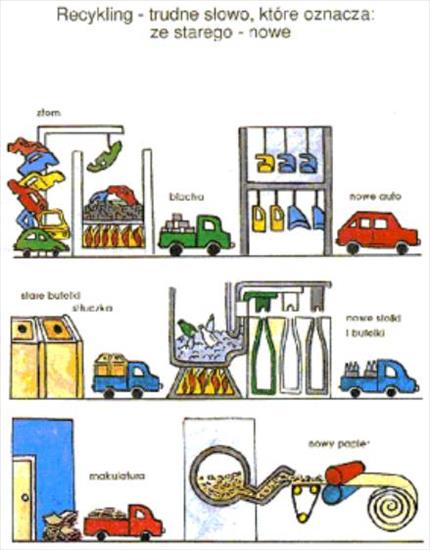 Recykling - trudne słowo, które oznacza:
ze starego - nowe
złom
blacha
nowe auto
stare butelki
stłuczka
nowe słoiki
i butelki
makulatura
nowy papier